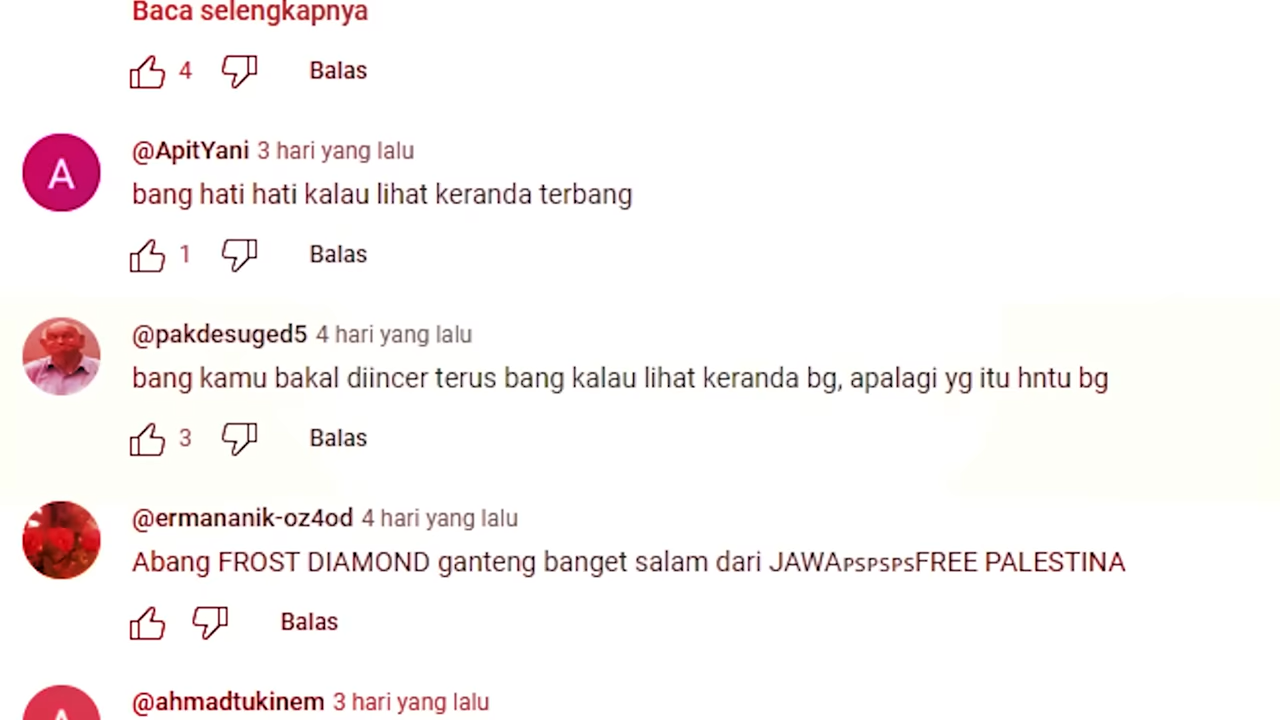 Baca selengkapnya
4 Balas
A
@ApitYani 3 hari yang lalu
bang hati hati kalau lihat keranda terbang
1 Balas
@pakdesuged5 4 hari yang lalu
bang kamu bakal diincer terus bang kalau lihat keranda bg, apalagi yg itu hntu bg
3 Balas
@ermananik-oz4od 4 hari yang lalu
Abang FROST DIAMOND ganteng banget salam dari JAWAᴘsᴘsᴘsFREE PALESTINA
Balas
A
@ahmadtukinem 3 hari yang lalu